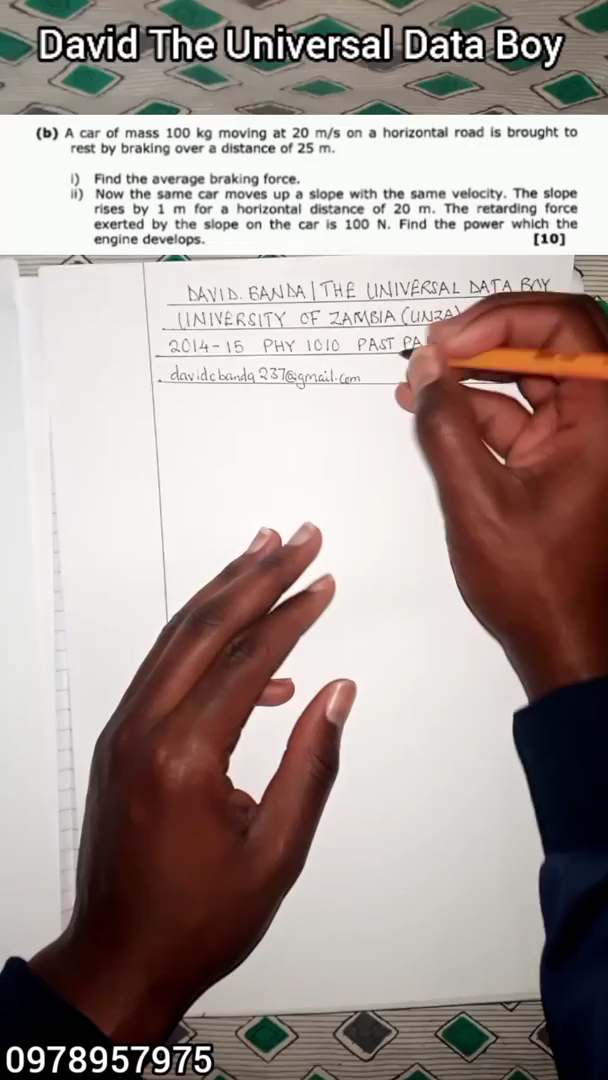 David The Universal Data Boy
(b) A car of mass 100 kg moving at 20 m/s on a horizontal road is brought to
rest by braking over a distance of 25 m.
i) Find the average braking force.
ii) Now the same car moves up a slope with the same velocity. The slope
rises by 1 m for a horizontal distance of 20 m. The retarding force
exerted by the slope on the car is 100 N. Find the power which the
engine develops. [10]
DAVID. BANDA | THE UNIVERSAL DATA BOY
UNIVERSITY OF ZAMBIA (UNZA)
2014-15 PHY 1010 PAST PA
davidcbanda237@gmail.com
0978957975